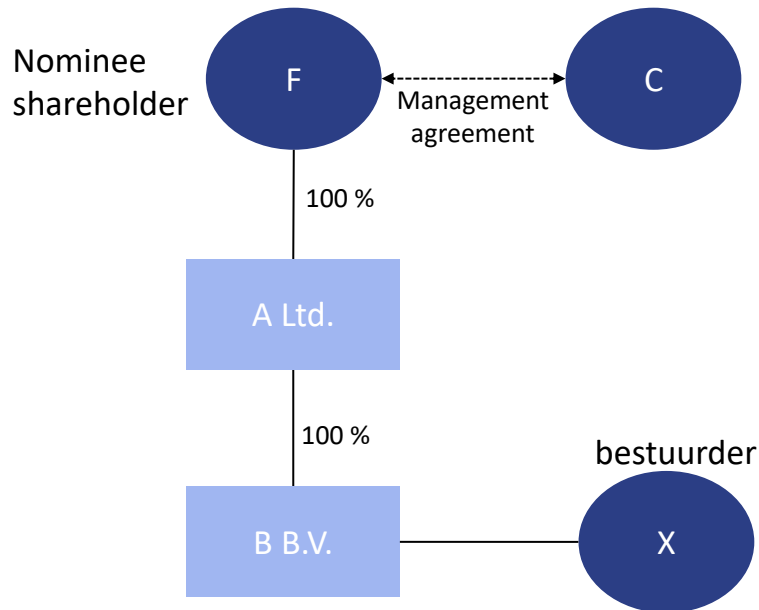 Nominee
shareholder
F
Management
agreement
C
100 %
A Ltd.
100 %
bestuurder
B B.V.
X